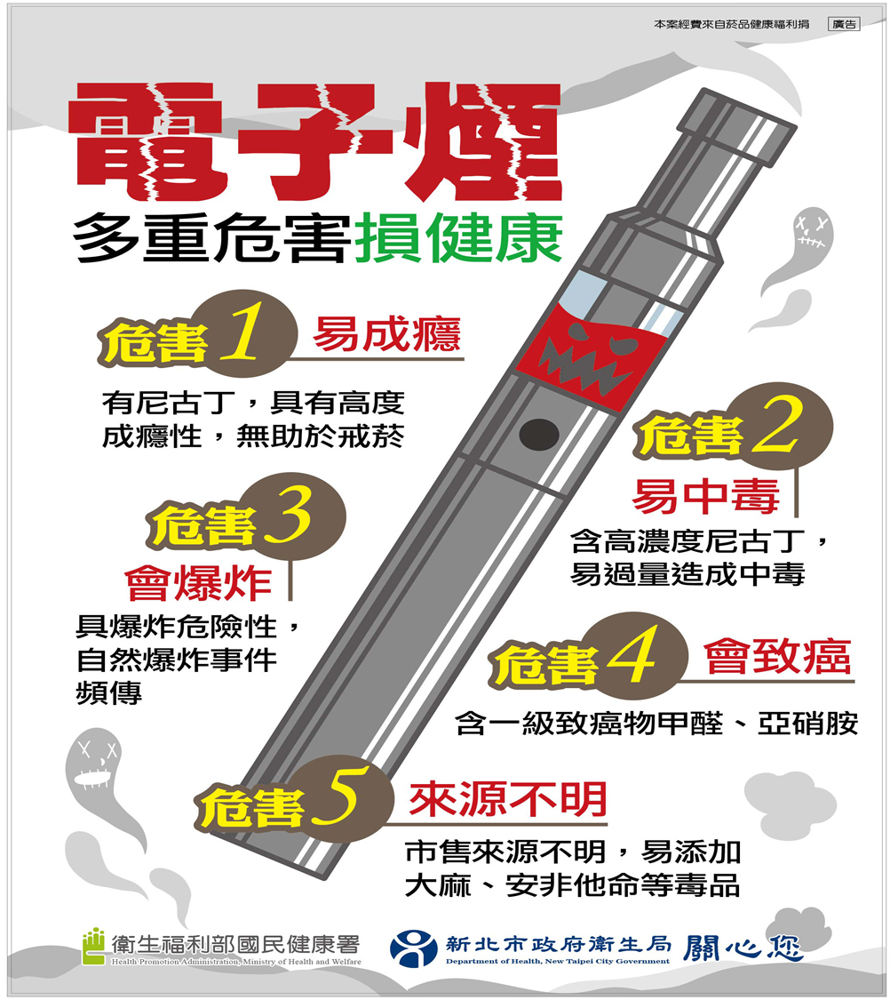 本案經費來自菸品健康福利捐 廣告
電子煙
多重危害損健康
危害1 易成癮
有尼古丁，具有高度
成癮性，無助於戒菸
危害2
易中毒
含高濃度尼古丁，
易過量造成中毒
危害3
會爆炸
具爆炸危險性，
自然爆炸事件
頻傳
危害4 會致癌
含一級致癌物甲醛、亞硝胺
危害5 來源不明
市售來源不明，易添加
大麻、安非他命等毒品
衛生福利部國民健康署
Health Promotion Administration, Ministry of Health and Welfare
新北市政府衛生局 關心您
Department of Health, New Taipei City Government